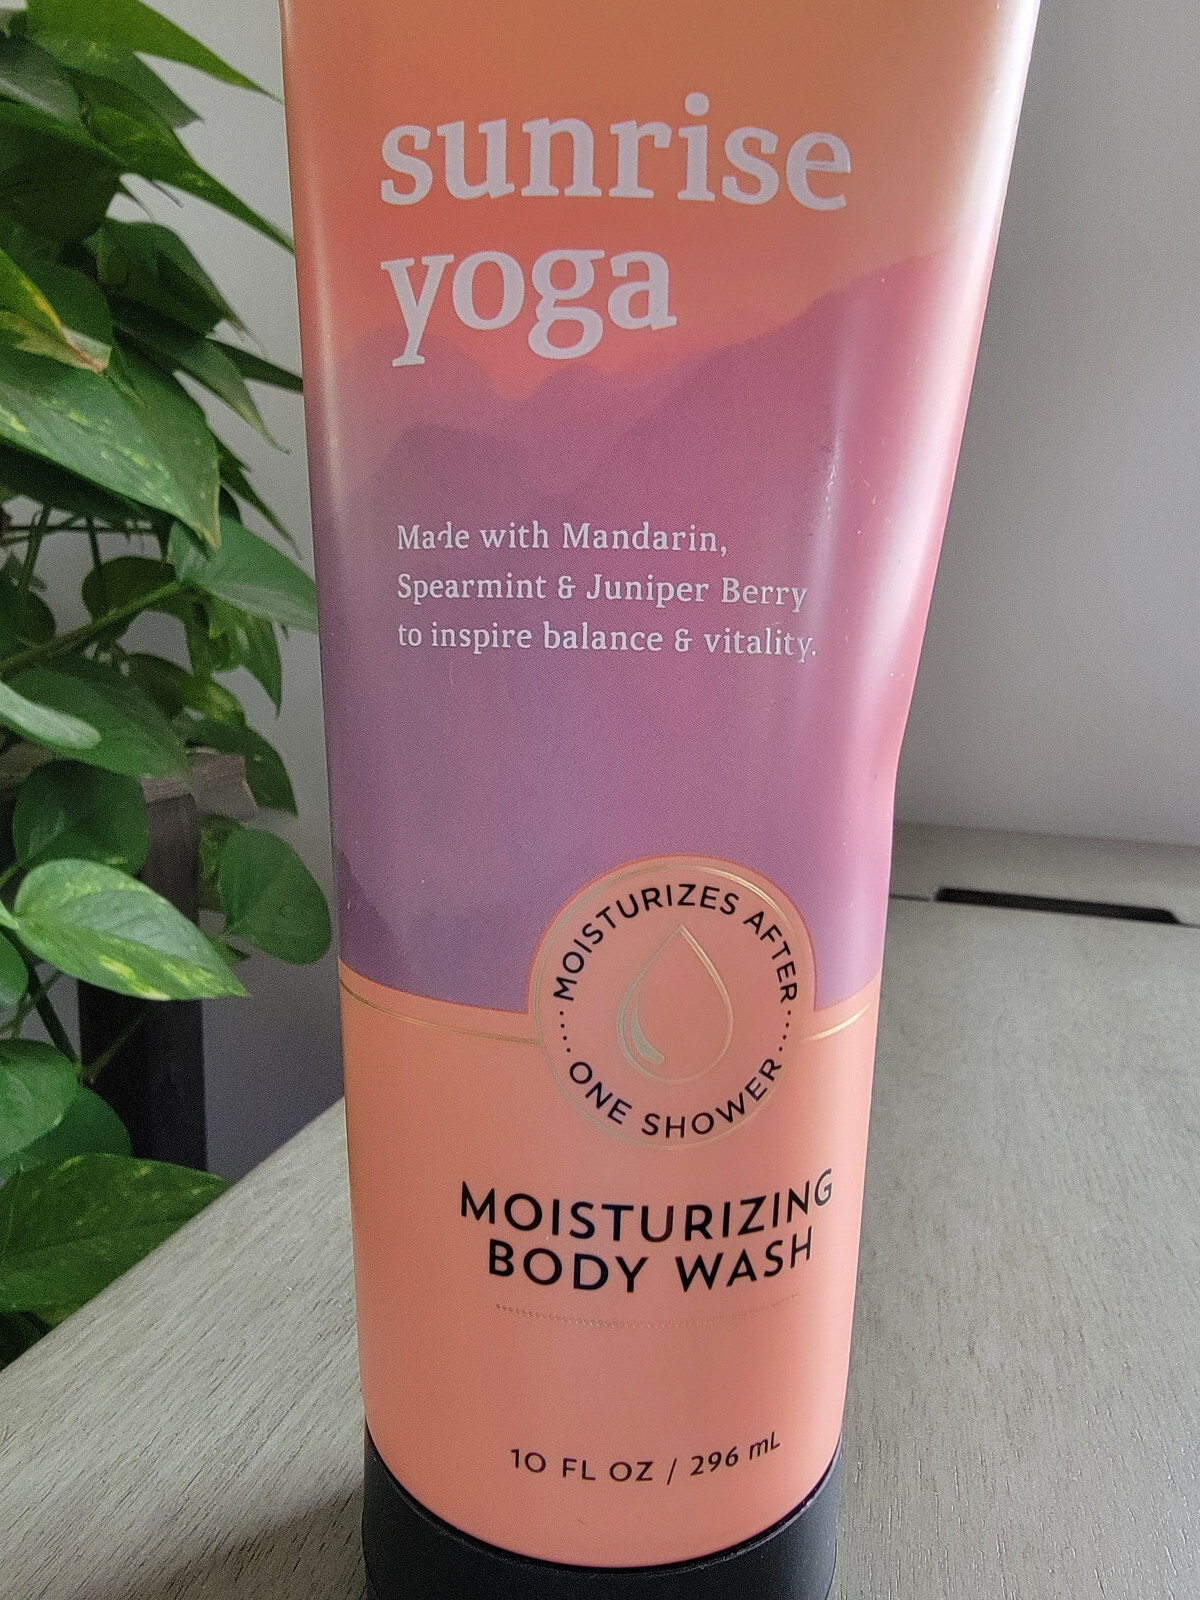 sunrise
yoga
Made with Mandarin,
Spearmint & Juniper Berry
to inspire balance & vitality.
MOISTURIZES AFTER
ONE SHOWER
MOISTURIZING
BODY WASH
10 FL OZ / 296 mL